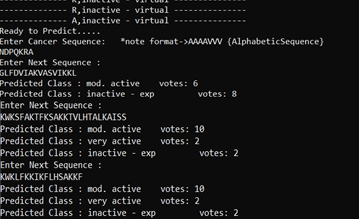 -------------- R,inactive - virtual ---------------
-------------- A,inactive - virtual ---------------
Ready to Predict.....
Enter Cancer Sequence:   *note format->AAAAVVV {AlphabeticSequence}
NDPQKRA
Enter Next Sequence :
GLFDVIAKVASVIKKL
Predicted Class : mod. active    votes: 6
Predicted Class : inactive - exp         votes: 8
Enter Next Sequence :
KWKSFAKTFKSAKKTVLHTALKAISS
Predicted Class : mod. active    votes: 10
Predicted Class : very active    votes: 2
Predicted Class : inactive - exp         votes: 2
Enter Next Sequence :
KWKLFKKIKFLHSAKKF
Predicted Class : mod. active    votes: 10
Predicted Class : very active    votes: 2
Predicted Class : inactive - exp         votes: 2